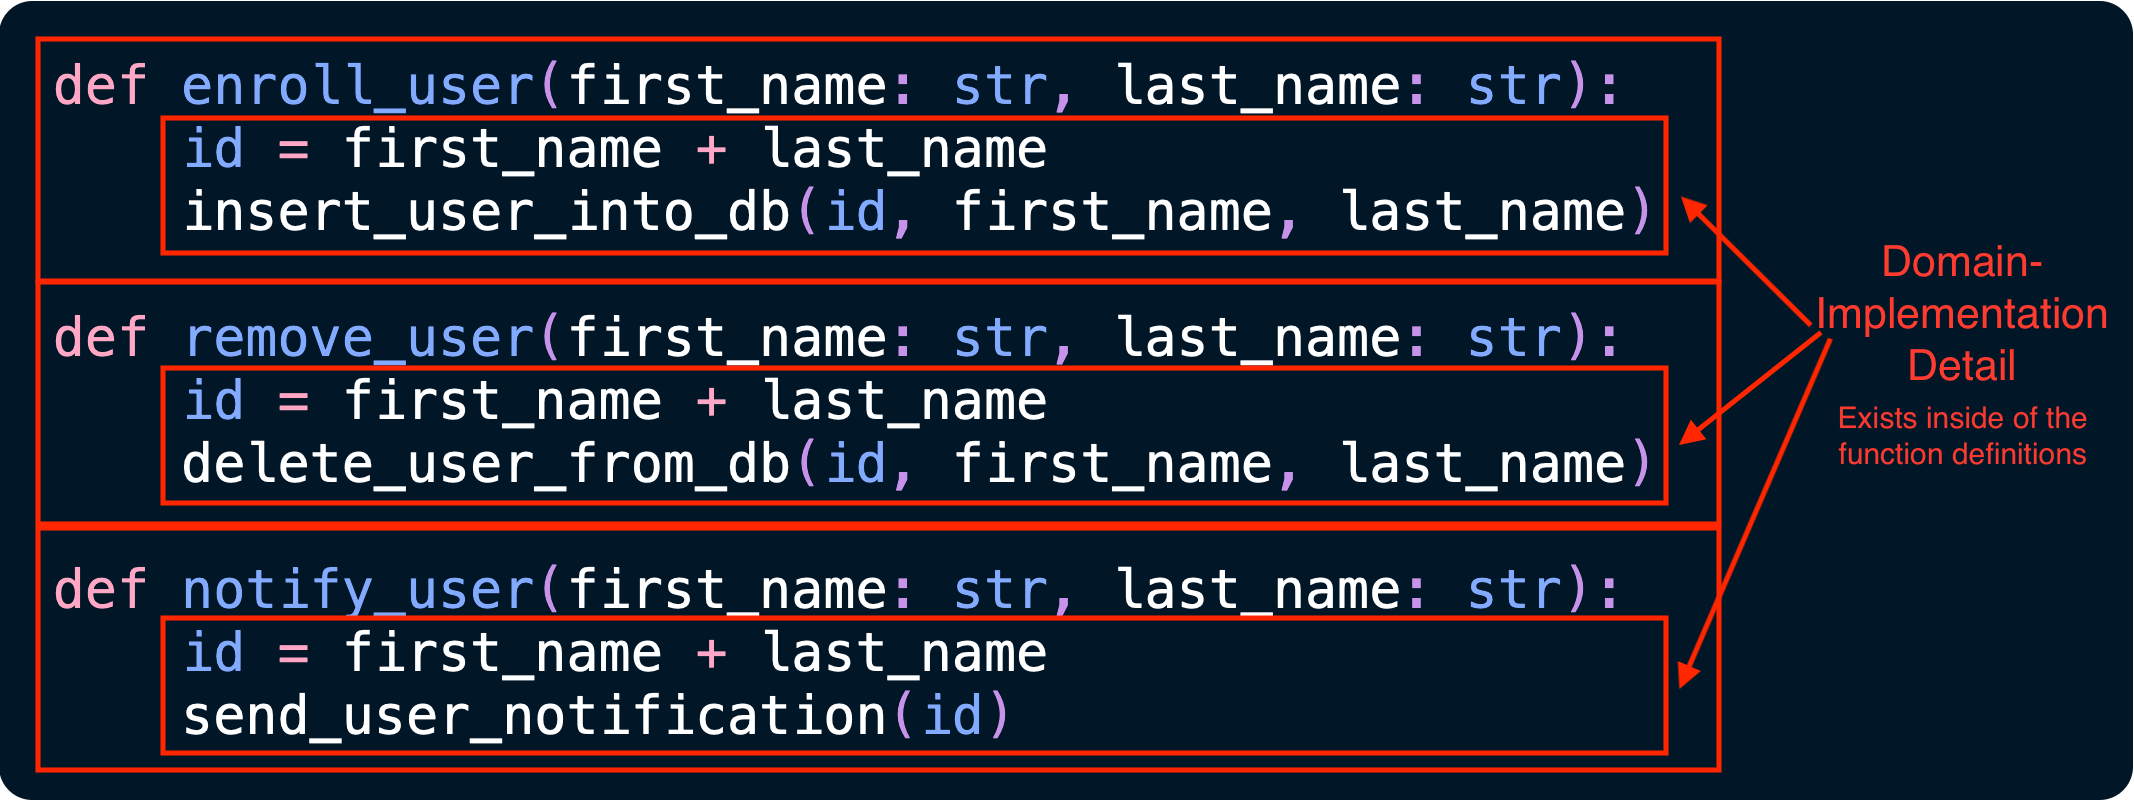 def enroll_user(first_name: str, last_name: str):
    id = first_name + last_name
    insert_user_into_db(id, first_name, last_name)
def remove_user(first_name: str, last_name: str):
    id = first_name + last_name
    delete_user_from_db(id, first_name, last_name)
def notify_user(first_name: str, last_name: str):
    id = first_name + last_name
    send_user_notification(id)
Domain-
Implementation
Detail
Exists inside of the
function definitions